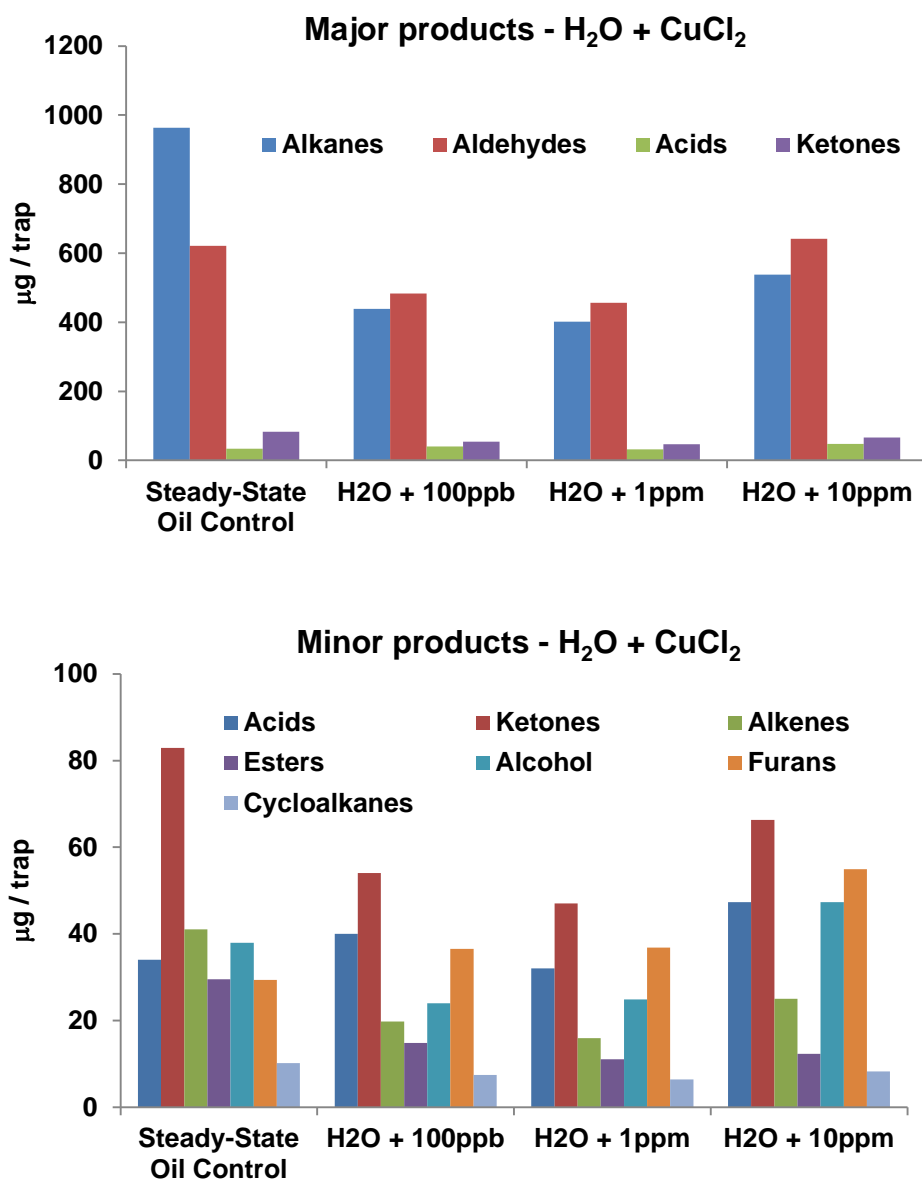 Major products - H₂O + CuCl₂
1200
1000
800
600
400
200
0
μg / trap
Alkanes Aldehydes Acids Ketones
Steady-State
Oil Control
H2O + 100ppb
H2O + 1ppm
H2O + 10ppm
Minor products - H₂O + CuCl₂
100
80
60
40
20
0
μg / trap
Acids Ketones Alkenes
Esters Alcohol Furans
Cycloalkanes
Steady-State
Oil Control
H2O + 100ppb
H2O + 1ppm
H2O + 10ppm